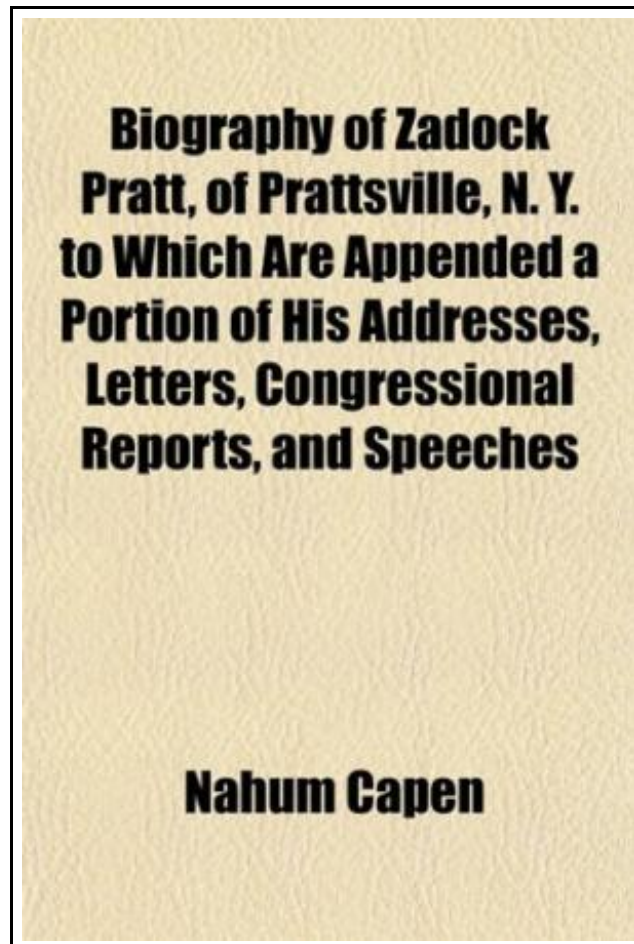 Biography of Zadock
Pratt, of Prattsville, N. Y.
to Which Are Appended a
Portion of His Addresses,
Letters, Congressional
Reports, and Speeches
Nahum Capen